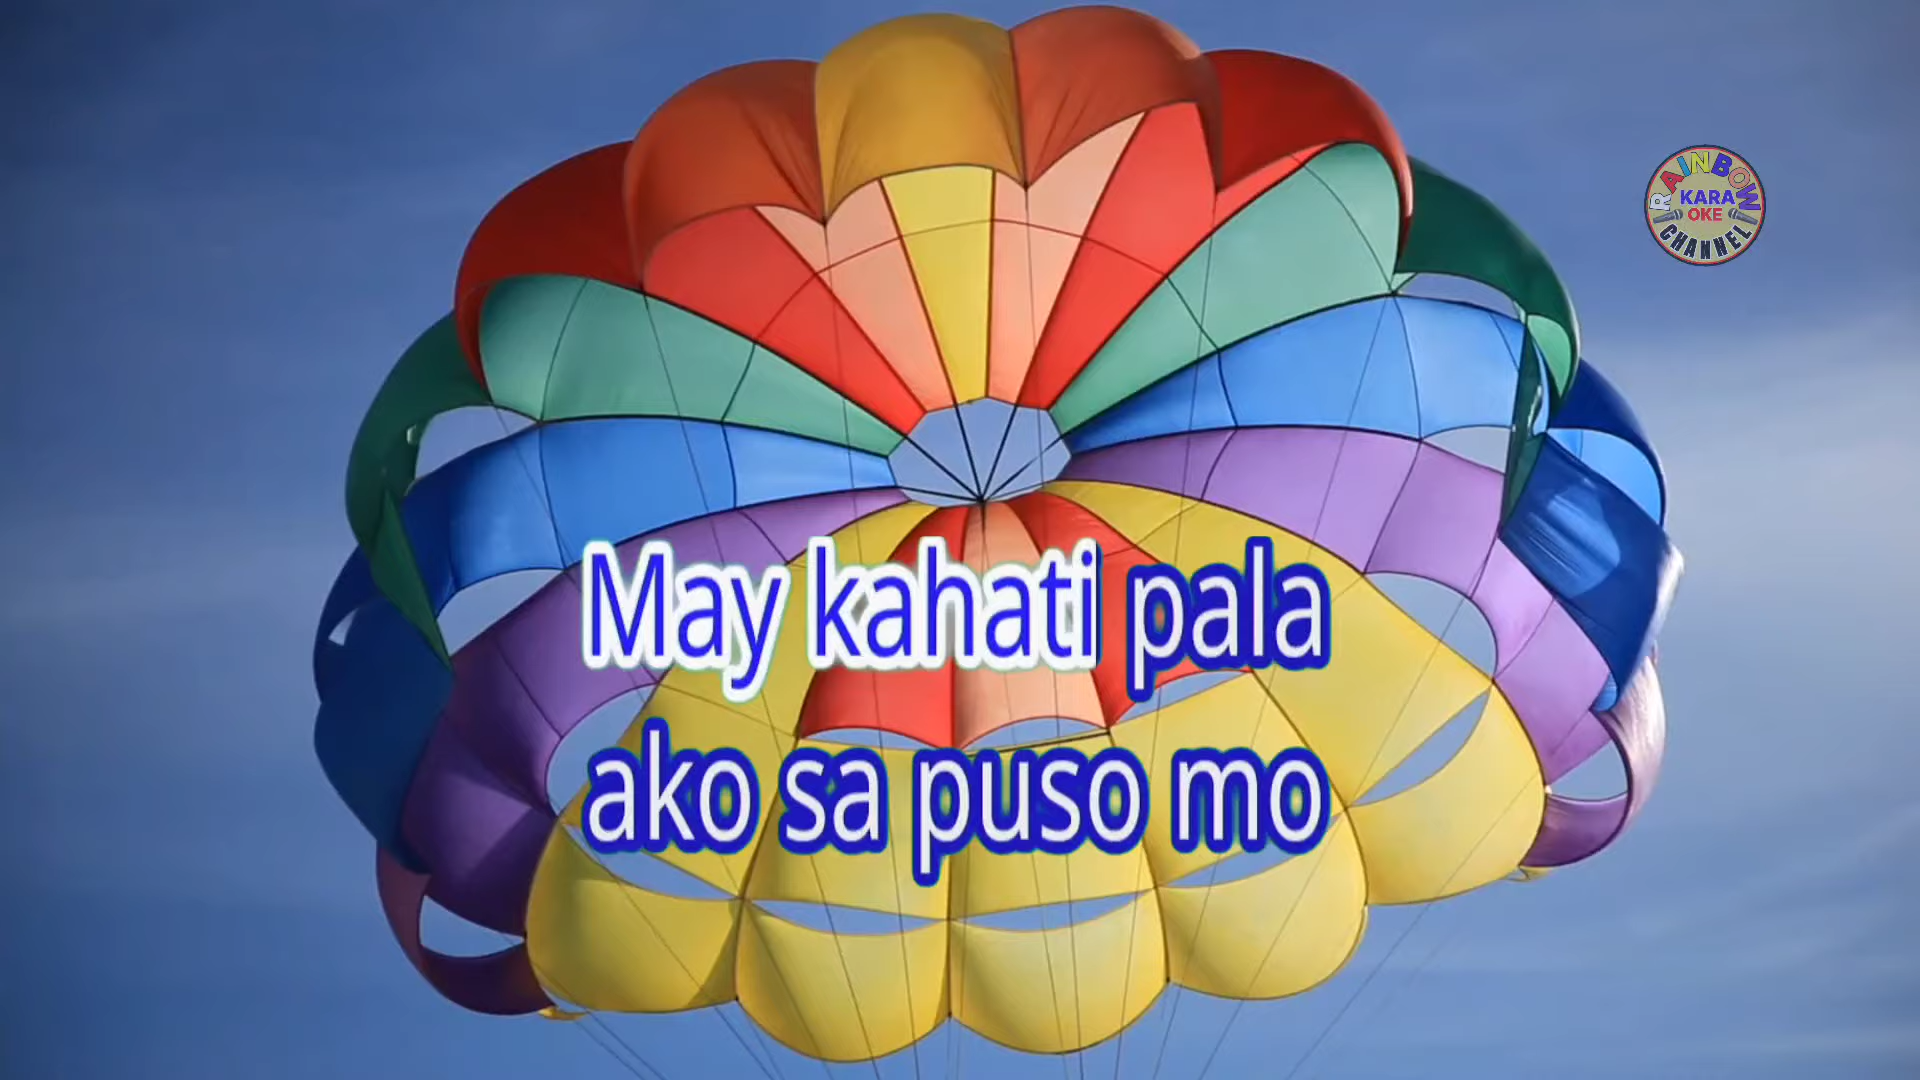 RAINBOW
KARA
OKE
CHANNEL
May kahati pala
ako sa puso mo